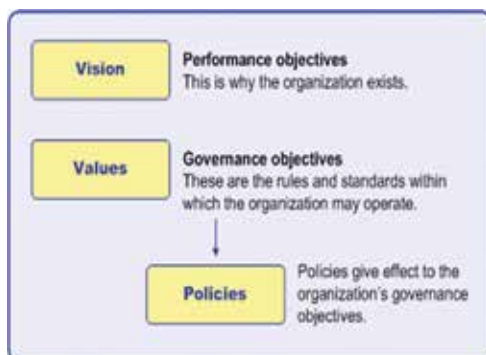 Vision
Performance objectives
This is why the organization exists.
Values
Governance objectives
These are the rules and standards within
which the organization may operate.
Policies
Policies give effect to the
organization's governance
objectives.